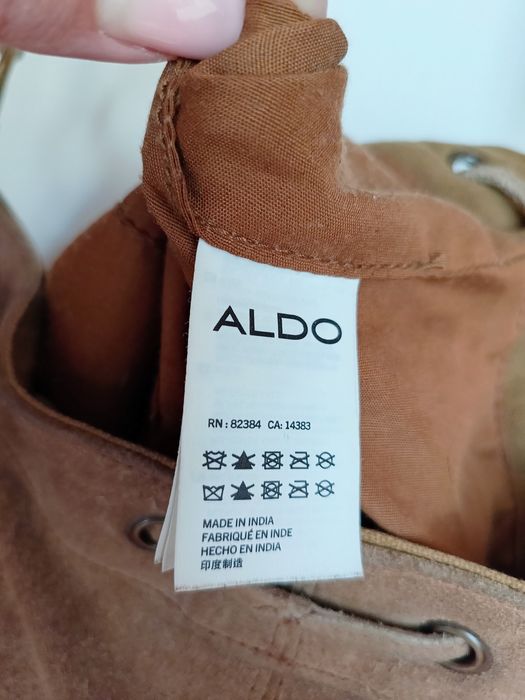 ALDO
RN : 82384 CA: 14383
MADE IN INDIA
FABRIQUÉ EN INDE
HECHO EN INDIA
印度制造